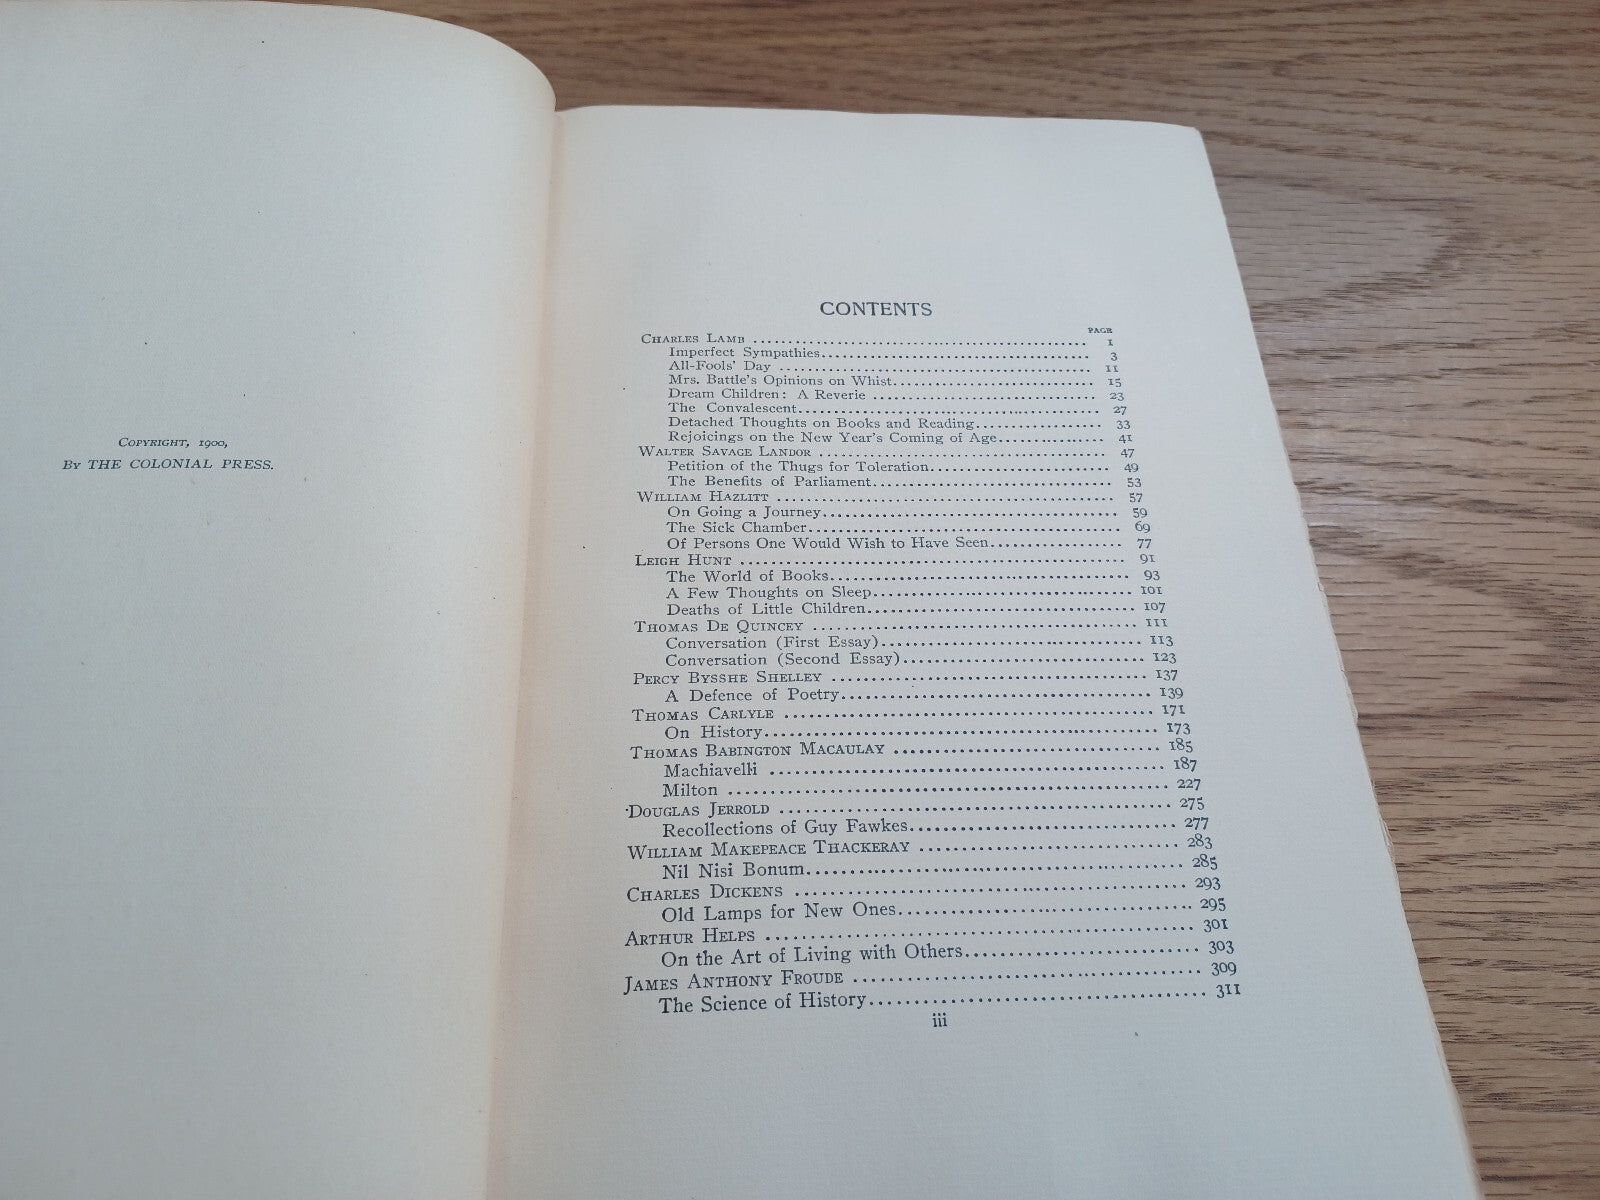 Copyright, 1900,
By THE COLONIAL PRESS.
CONTENTS
PAGE
Charles Lamb ........ 1
Imperfect Sympathies........ 3
All-Fools' Day ........ 11
Mrs. Battle's Opinions on Whist........ 15
Dream Children: A Reverie ........ 23
The Convalescent........ 27
Detached Thoughts on Books and Reading........ 33
Rejoicings on the New Year's Coming of Age........ 41
Walter Savage Landor ........ 47
Petition of the Thugs for Toleration........ 49
The Benefits of Parliament........ 53
William Hazlitt ........ 57
On Going a Journey........ 59
The Sick Chamber........ 69
Of Persons One Would Wish to Have Seen........ 77
Leigh Hunt ........ 91
The World of Books........ 93
A Few Thoughts on Sleep........ 101
Deaths of Little Children........ 107
Thomas De Quincey ........ 111
Conversation (First Essay)........ 113
Conversation (Second Essay)........ 123
Percy Bysshe Shelley ........ 137
A Defence of Poetry........ 139
Thomas Carlyle ........ 171
On History........ 173
Thomas Babington Macaulay ........ 185
Machiavelli ........ 187
Milton ........ 227
Douglas Jerrold ........ 275
Recollections of Guy Fawkes........ 277
William Makepeace Thackeray ........ 283
Nil Nisi Bonum........ 285
Charles Dickens ........ 293
Old Lamps for New Ones........ 295
Arthur Helps ........ 301
On the Art of Living with Others........ 303
James Anthony Froude ........ 309
The Science of History........ 311
iii